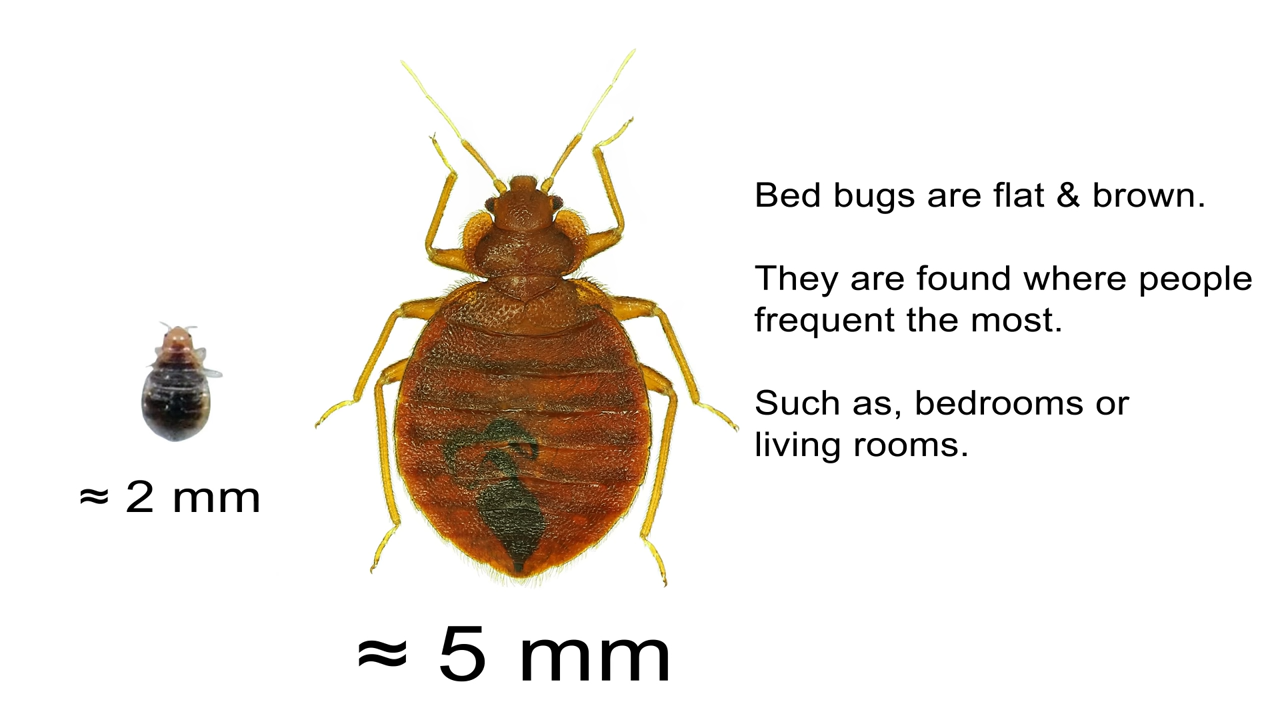 Bed bugs are flat & brown.
They are found where people
frequent the most.
Such as, bedrooms or
living rooms.
≈ 2 mm
≈ 5 mm